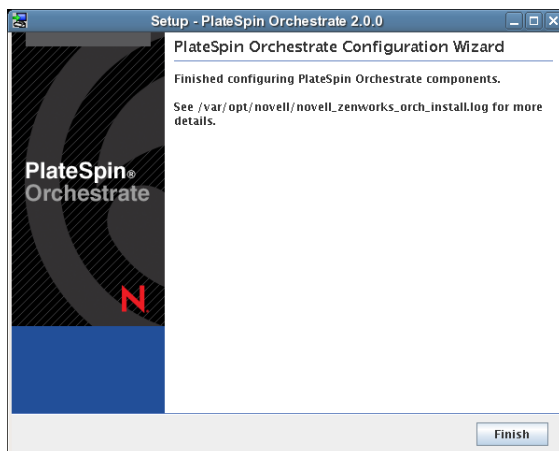 Setup - PlateSpin Orchestrate 2.0.0
PlateSpin Orchestrate Configuration Wizard
Finished configuring PlateSpin Orchestrate components.
See /var/opt/novell/novell_zenworks_orch_install.log for more
details.
PlateSpin®
Orchestrate
N.
Finish